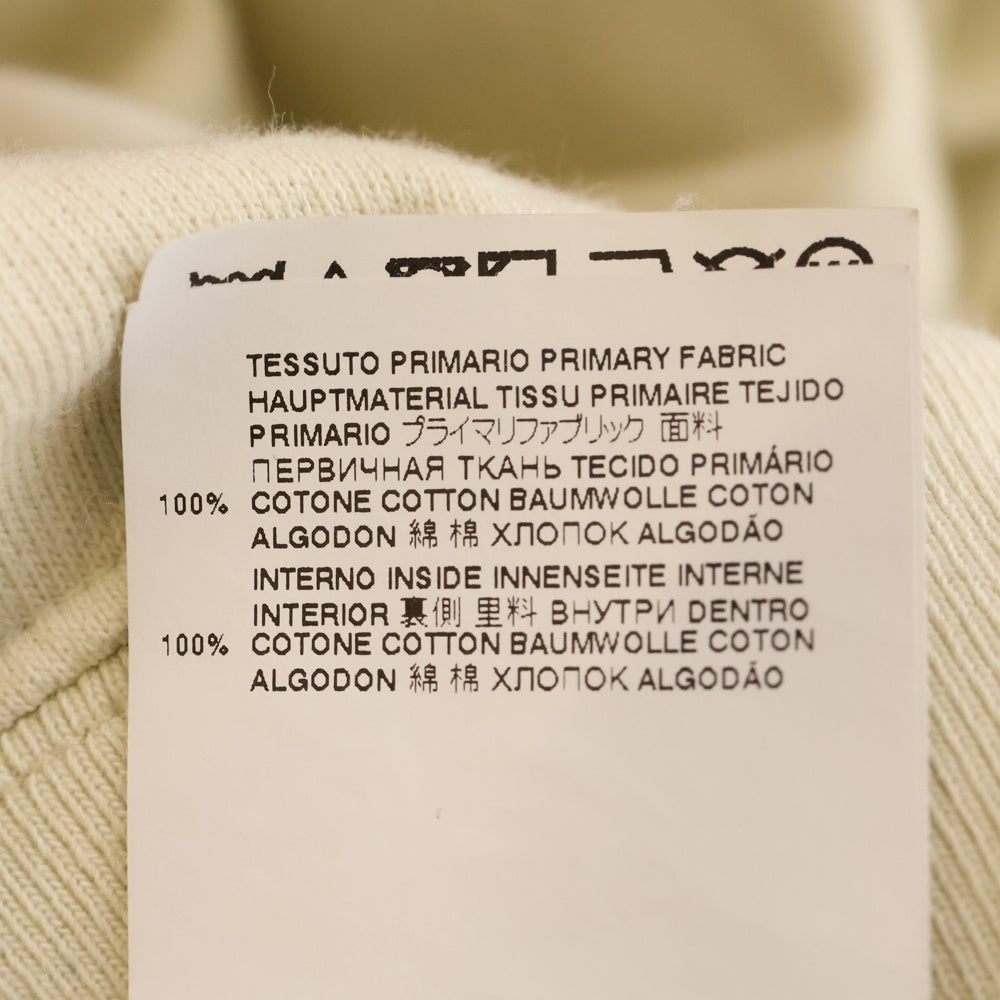 TESSUTO PRIMARIO PRIMARY FABRIC
HAUPTMATERIAL TISSU PRIMAIRE TEJIDO
PRIMARIO プライマリファブリック 面料
ПЕРВИЧНАЯ ТКАНЬ TECIDO PRIMÁRIO
100% COTONE COTTON BAUMWOLLE COTON
ALGODON 綿 棉 ХЛОПОК ALGODÃO
INTERNO INSIDE INNENSEITE INTERNE
INTERIOR 裏側 里料 ВНУТРИ DENTRO
100% COTONE COTTON BAUMWOLLE COTON
ALGODON 綿 棉 ХЛОПОК ALGODÃO